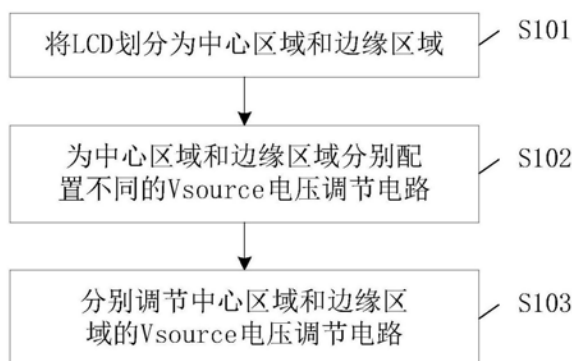 将LCD划分为中心区域和边缘区域
S101
为中心区域和边缘区域分别配
置不同的Vsource电压调节电路
S102
分别调节中心区域和边缘区
域的Vsource电压调节电路
S103